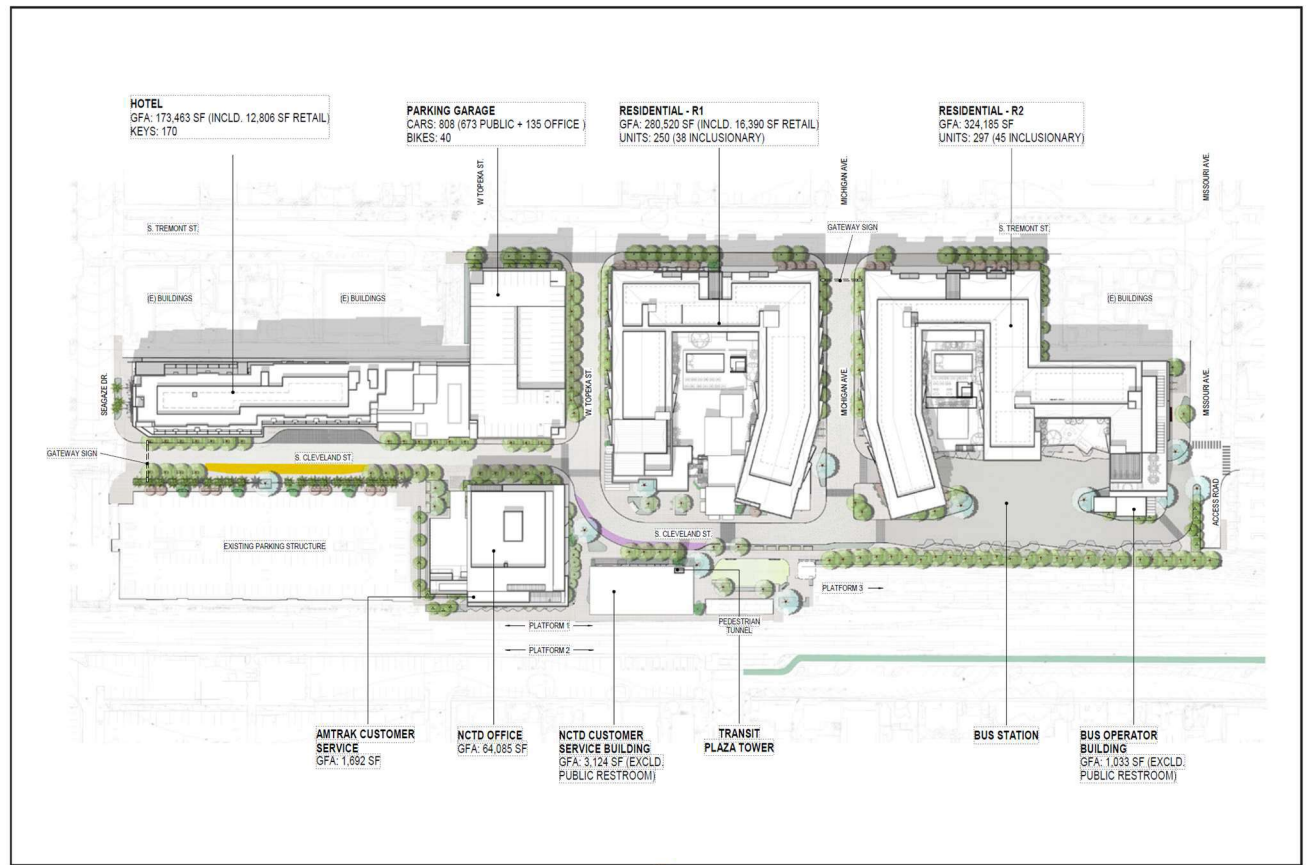 HOTEL
GFA: 173,463 SF (INCLD. 12,806 SF RETAIL)
KEYS: 170
PARKING GARAGE
CARS: 808 (673 PUBLIC + 135 OFFICE )
BIKES: 40
RESIDENTIAL - R1
GFA: 280,520 SF (INCLD. 16,390 SF RETAIL)
UNITS: 250 (38 INCLUSIONARY)
RESIDENTIAL - R2
GFA: 324,185 SF
UNITS: 297 (45 INCLUSIONARY)
W TOPEKA ST.
MICHIGAN AVE.
MISSOURI AVE.
S. TREMONT ST.
GATEWAY SIGN
S. TREMONT ST.
(E) BUILDINGS
(E) BUILDINGS
(E) BUILDINGS
SEAGAZE DR.
W. TOPEKA ST.
MICHIGAN AVE.
MISSOURI AVE.
GATEWAY SIGN
S. CLEVELAND ST.
ACCESS ROAD
EXISTING PARKING STRUCTURE
S. CLEVELAND ST.
PLATFORM 3
PLATFORM 1
PEDESTRIAN
TUNNEL
PLATFORM 2
AMTRAK CUSTOMER
SERVICE
GFA: 1,692 SF
NCTD OFFICE
GFA: 64,085 SF
NCTD CUSTOMER
SERVICE BUILDING
GFA: 3,124 SF (EXCLD.
PUBLIC RESTROOM)
TRANSIT
PLAZA TOWER
BUS STATION
BUS OPERATOR
BUILDING
GFA: 1,033 SF (EXCLD.
PUBLIC RESTROOM)